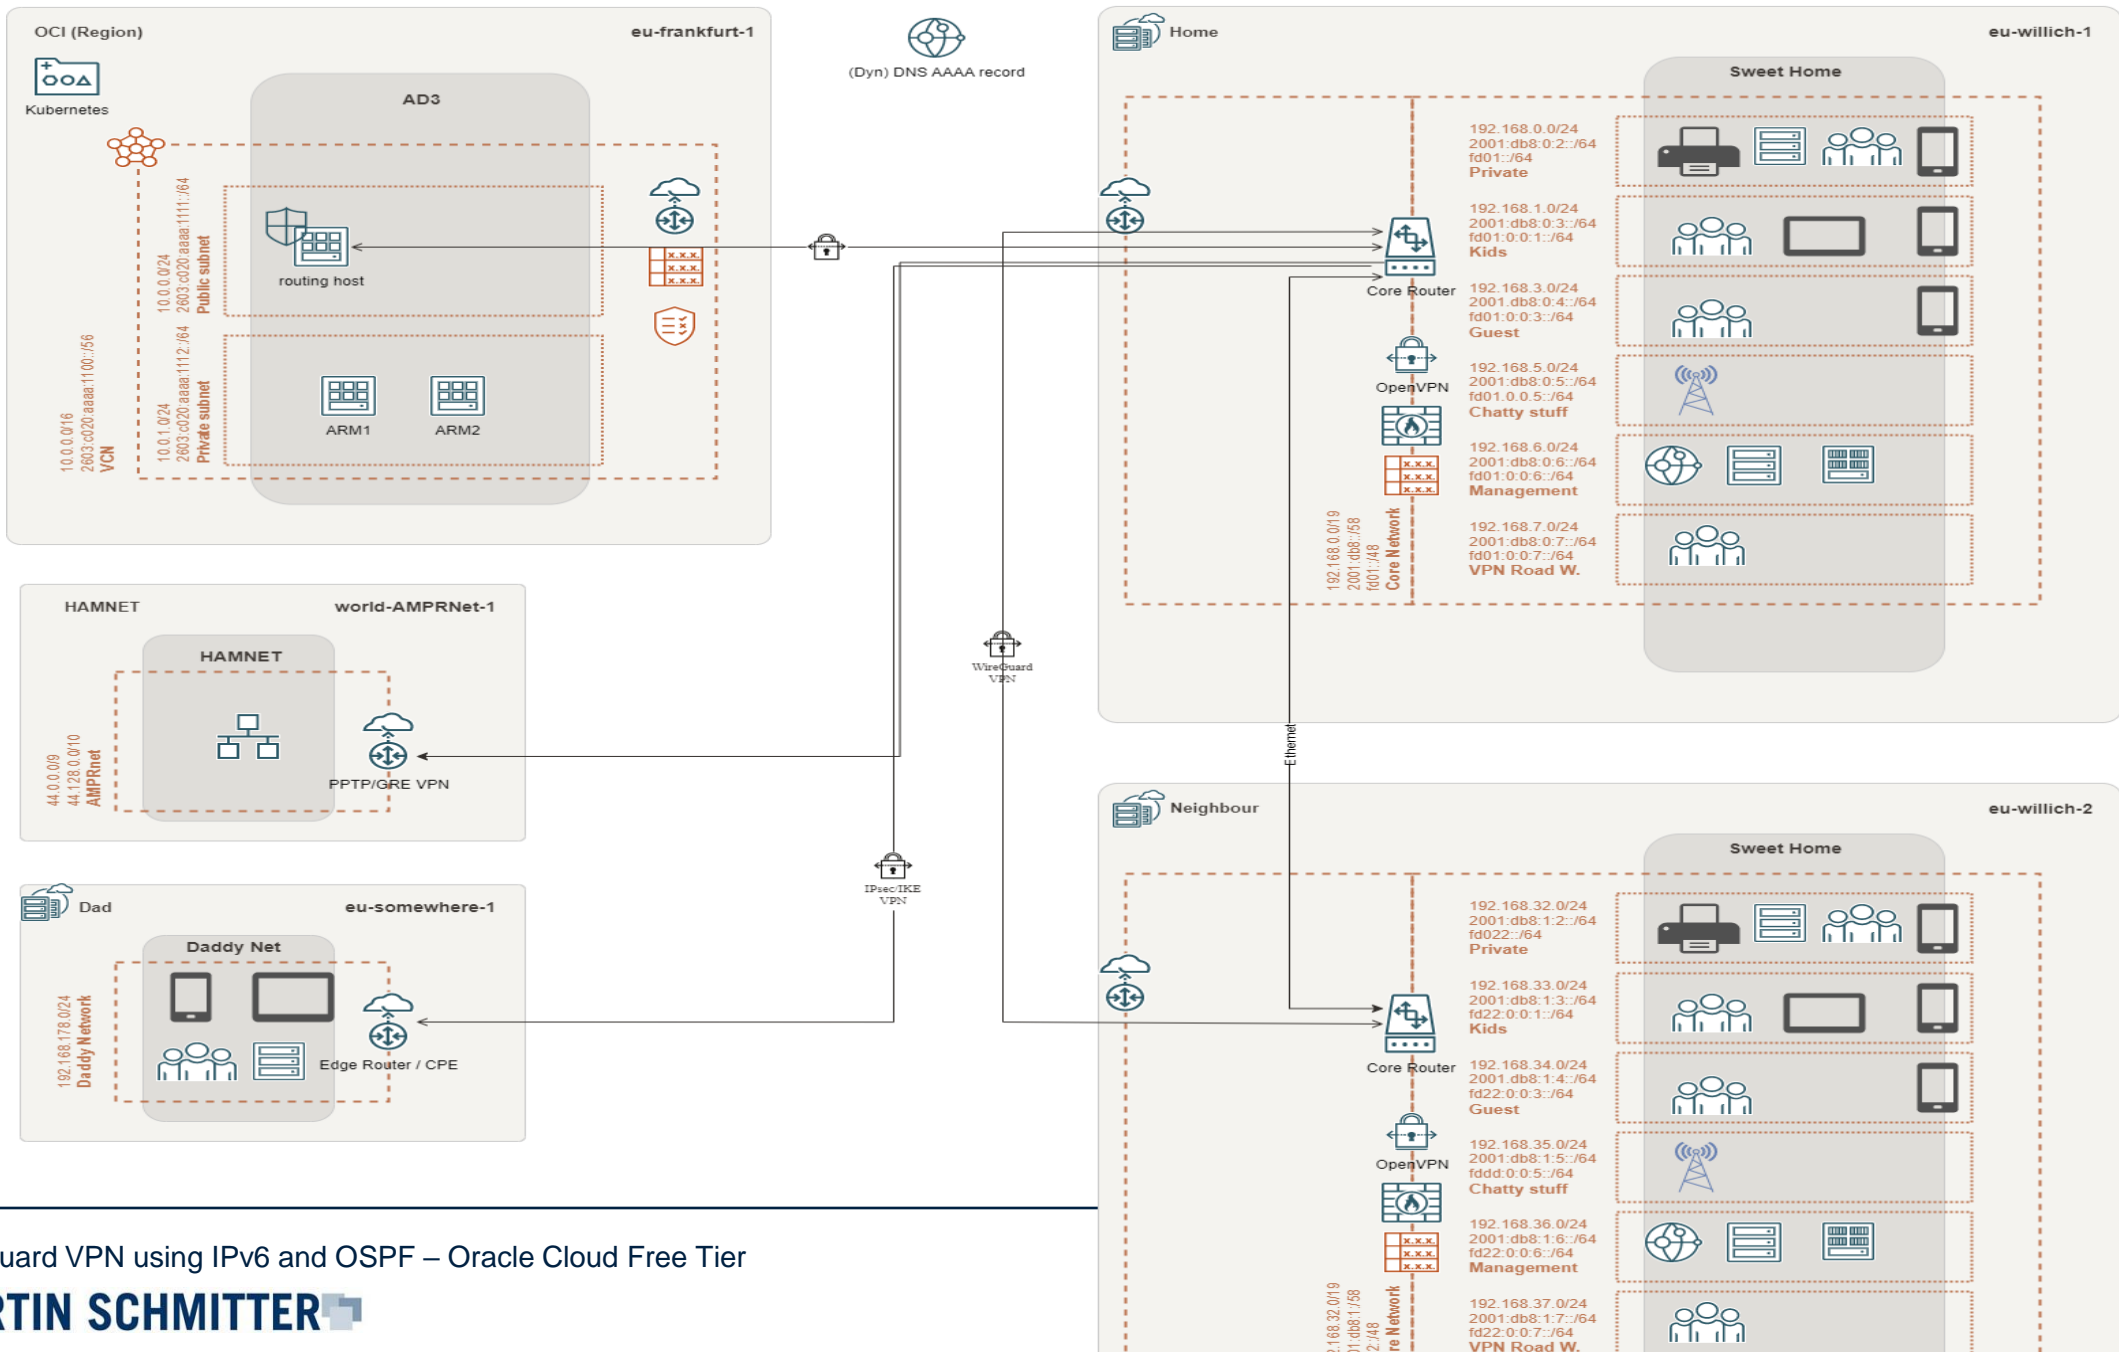 OCI (Region)
eu-frankfurt-1
Kubernetes
AD3
10.0.0.0/24
2603:c020:aaaa:1111::/64
Public subnet
routing host
10.0.1.0/24
2603:c020:aaaa:1112::/64
Private subnet
ARM1
ARM2
10.0.0.0/16
2603:c020:aaaa:1100::/56
VCN
(Dyn) DNS AAAA record
HAMNET
world-AMPRNet-1
HAMNET
44.0.0.0/9
44.128.0.0/10
AMPRnet
PPTP/GRE VPN
Dad
eu-somewhere-1
Daddy Net
192.168.178.0/24
Daddy Network
Edge Router / CPE
WireGuard
VPN
IPsec/IKE
VPN
Ethernet
Home
eu-willich-1
Sweet Home
192.168.0.0/24
2001:db8:0:2::/64
fd01::/64
Private
192.168.1.0/24
2001:db8:0:3::/64
fd01:0:0:1::/64
Kids
Core Router
192.168.3.0/24
2001.db8:0:4::/64
fd01:0:0:3::/64
Guest
OpenVPN
192.168.5.0/24
2001:db8:0:5::/64
fd01.0.0.5::/64
Chatty stuff
192.168.6.0/24
2001:db8:0:6::/64
fd01:0:0:6::/64
Management
192.168.7.0/24
2001:db8:0:7::/64
fd01:0:0:7::/64
VPN Road W.
192.168.0.0/19
2001:db8::/58
fd01::/48
Core Network
Neighbour
eu-willich-2
Sweet Home
192.168.32.0/24
2001:db8:1:2::/64
fd022::/64
Private
192.168.33.0/24
2001:db8:1:3::/64
fd22:0:0:1::/64
Kids
Core Router
192.168.34.0/24
2001.db8:1:4::/64
fd22:0:0:3::/64
Guest
OpenVPN
192.168.35.0/24
2001:db8:1:5::/64
fddd:0:0:5::/64
Chatty stuff
192.168.36.0/24
2001:db8:1:6::/64
fd22:0:0:6::/64
Management
192.168.37.0/24
2001:db8:1:7::/64
fd22:0:0:7::/64
VPN Road W.
.168.32.0/19
01:db8:1:/58
2::/48
re Network
uard VPN using IPv6 and OSPF – Oracle Cloud Free Tier
RTIN SCHMITTER